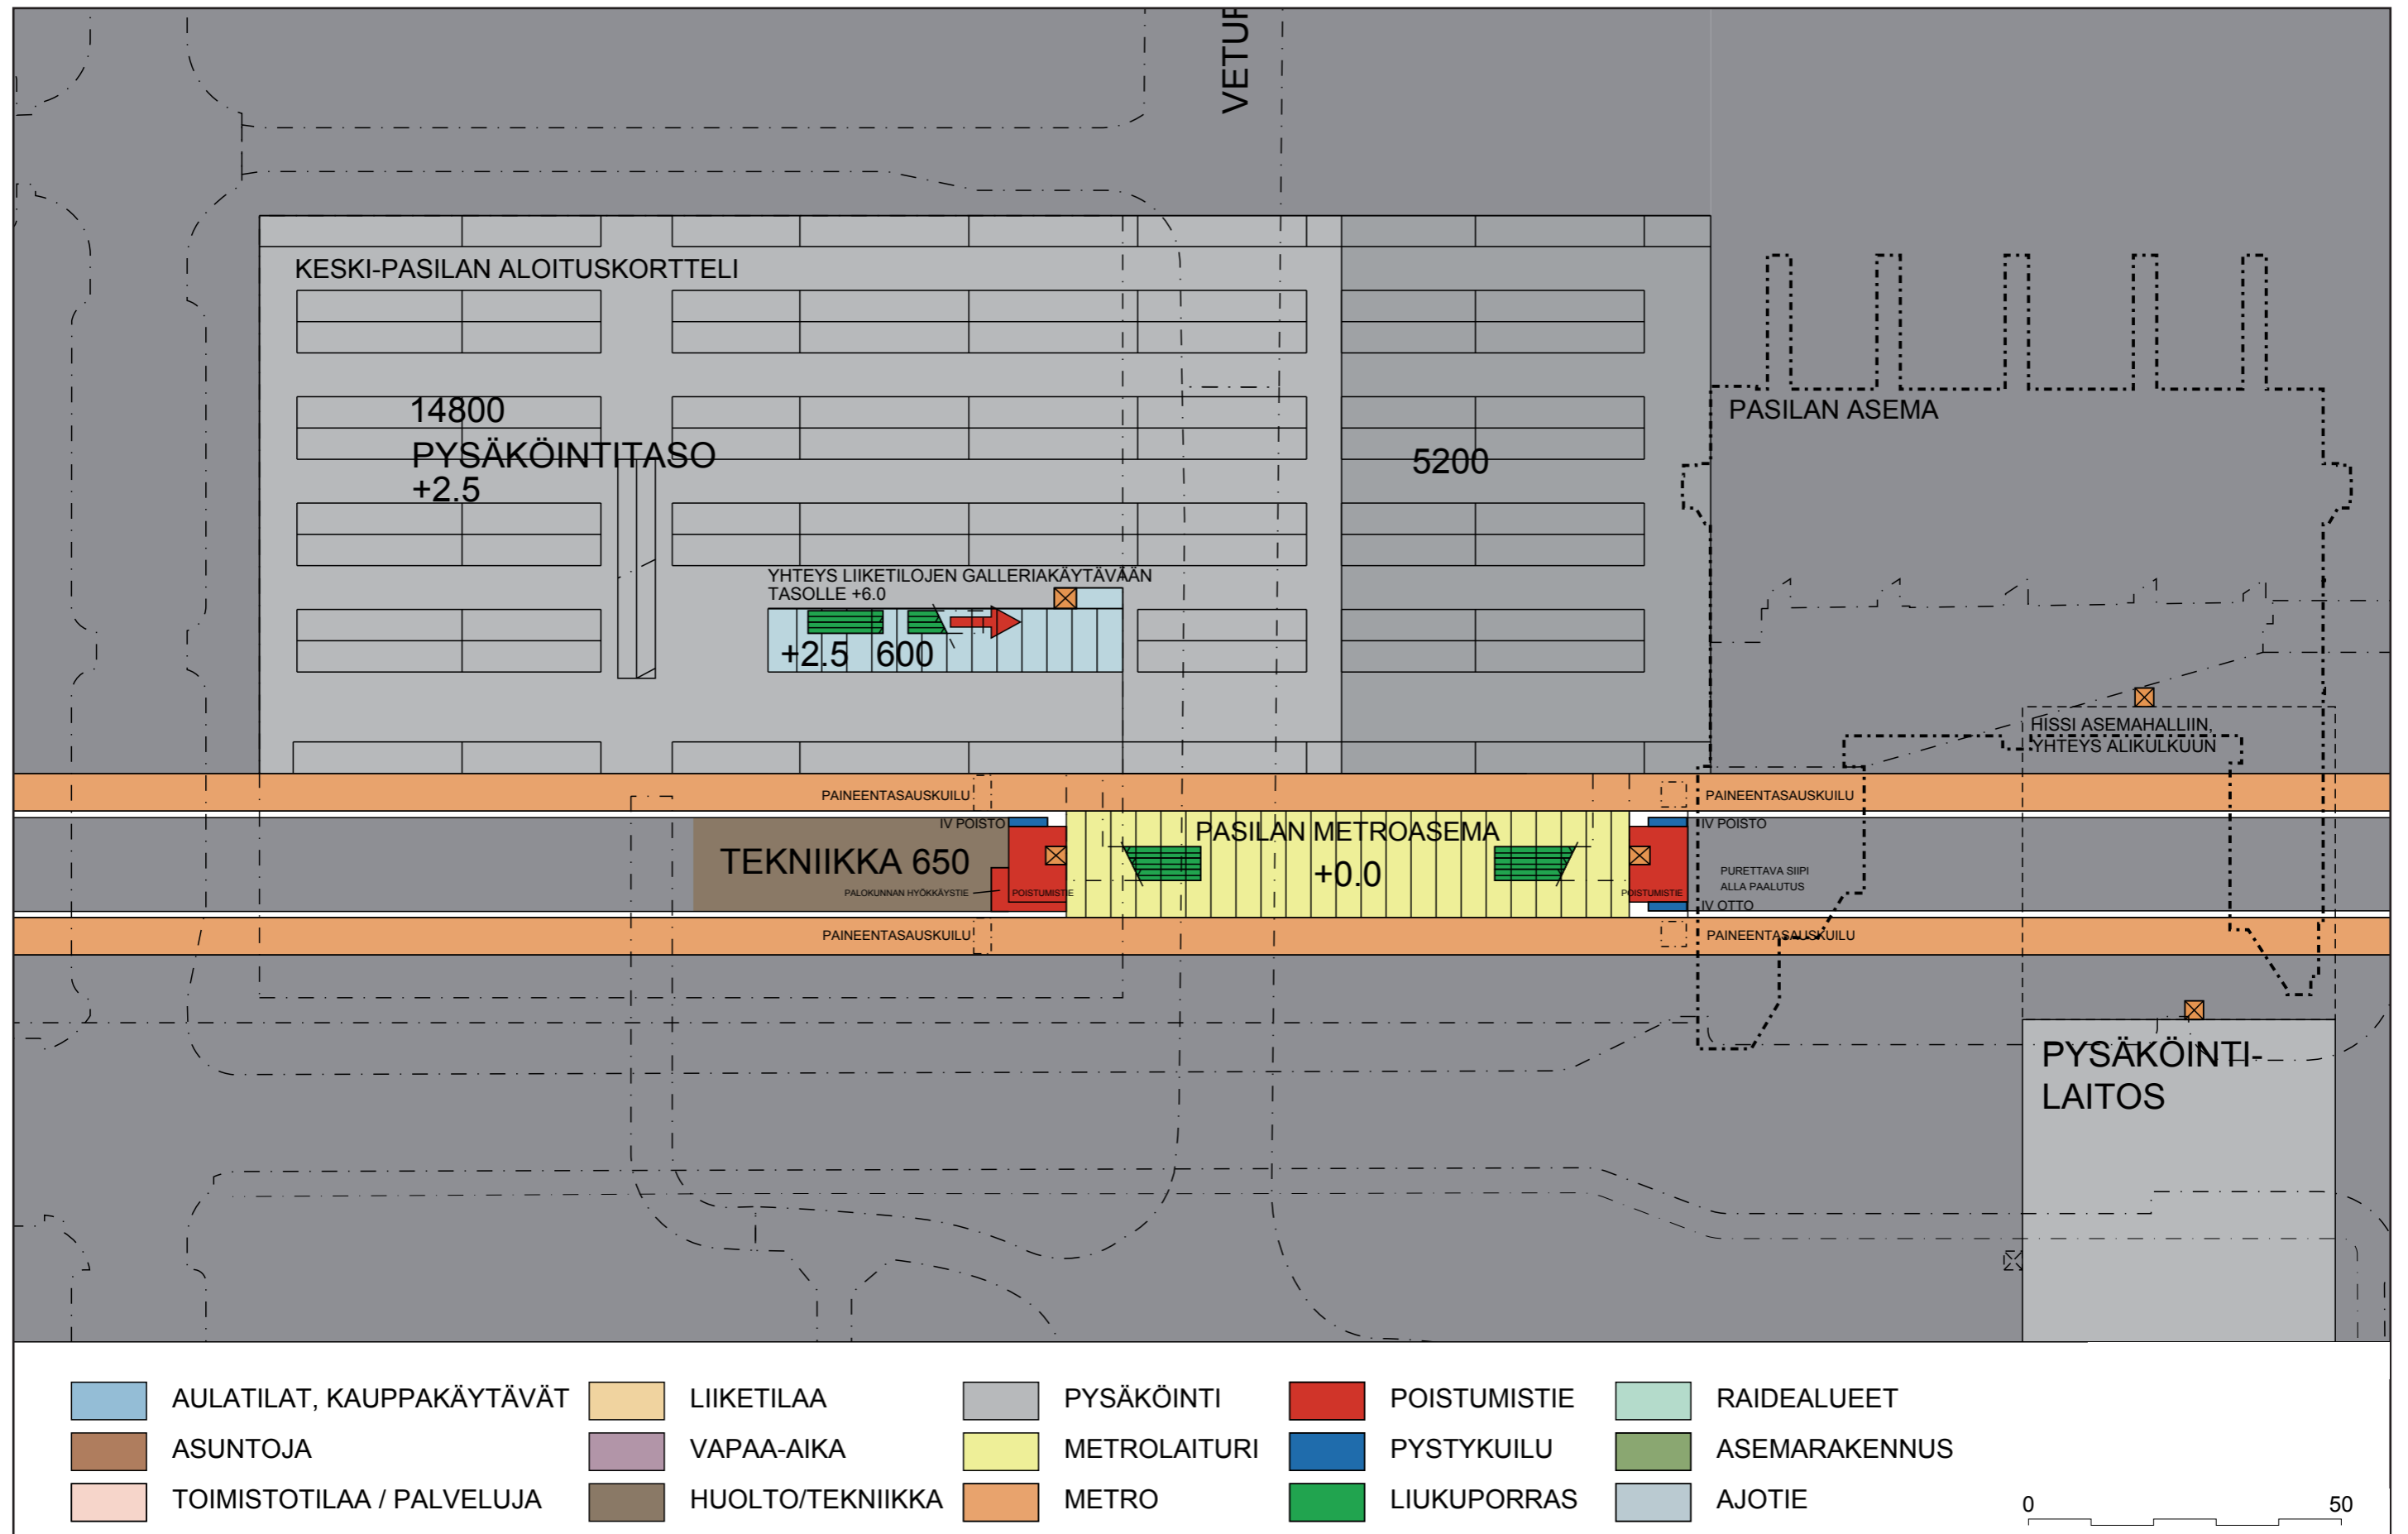 VETUR
KESKI-PASILAN ALOITUSKORTTELI
14800
PYSÄKÖINTITASO
+2.5
5200
PASILAN ASEMA
YHTEYS LIIKETILOJEN GALLERIAKÄYTÄVÄÄN
TASOLLE +6.0
+2.5 600
HISSI ASEMAHALLIIN,
YHTEYS ALIKULKUUN
PAINEENTASAUSKUILU
PAINEENTASAUSKUILU
IV POISTO
PASILAN METROASEMA
IV POISTO
TEKNIIKKA 650
+0.0
PURETTAVA SIIPI
ALLA PAALUTUS
PALOKUNNAN HYÖKKÄYSTIE
POISTUMISTIE
POISTUMISTIE
IV OTTO
PAINEENTASAUSKUILU
PAINEENTASAUSKUILU
PYSÄKÖINTI-
LAITOS
AULATILAT, KAUPPAKÄYTÄVÄT
LIIKETILAA
PYSÄKÖINTI
POISTUMISTIE
RAIDEALUEET
ASUNTOJA
VAPAA-AIKA
METROLAITURI
PYSTYKUILU
ASEMARAKENNUS
TOIMISTOTILAA / PALVELUJA
HUOLTO/TEKNIIKKA
METRO
LIUKUPORRAS
AJOTIE
0 50